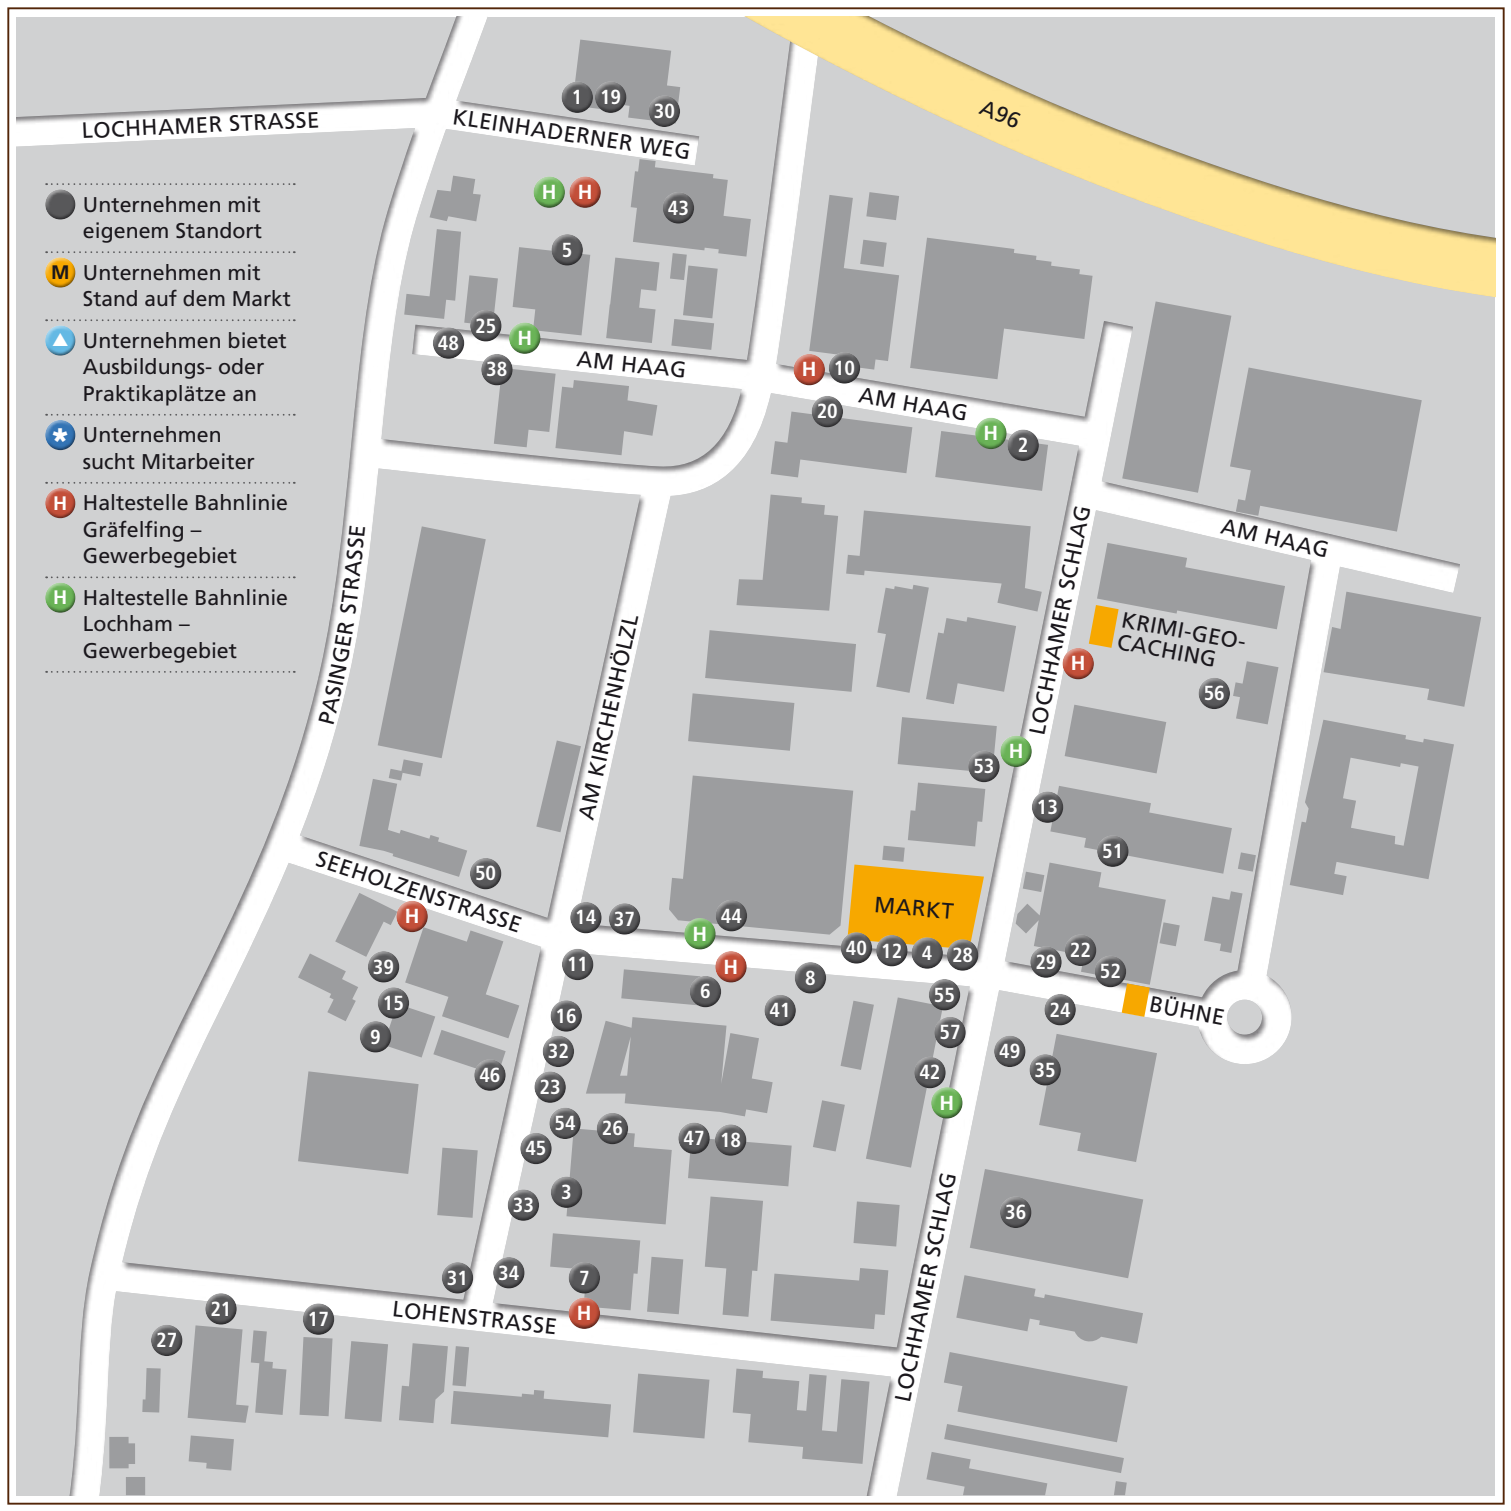 A96
1
19
30
LOCHHAMER STRASSE
KLEINHADERNER WEG
H
H
43
5
Unternehmen mit
eigenem Standort
M
Unternehmen mit
Stand auf dem Markt
Unternehmen bietet
Ausbildungs- oder
Praktikaplätze an
*
Unternehmen
sucht Mitarbeiter
H
Haltestelle Bahnlinie
Gräfelfing –
Gewerbegebiet
H
Haltestelle Bahnlinie
Lochham –
Gewerbegebiet
25
48
H
38
AM HAAG
H
10
20
AM HAAG
H
2
AM HAAG
PASINGER STRASSE
AM KIRCHENHÖLZL
LOCHHAMER SCHLAG
KRIMI-GEO-
CACHING
H
56
H
53
13
51
SEEHOLZENSTRASSE
50
H
14
37
44
H
MARKT
40
12
4
28
39
11
H
6
8
41
29
22
52
15
9
46
16
32
23
55
57
42
H
24
BÜHNE
49
35
54
26
45
47
18
3
33
36
31
34
7
H
LOCHHAMER SCHLAG
21
17
27
LOHENSTRASSE